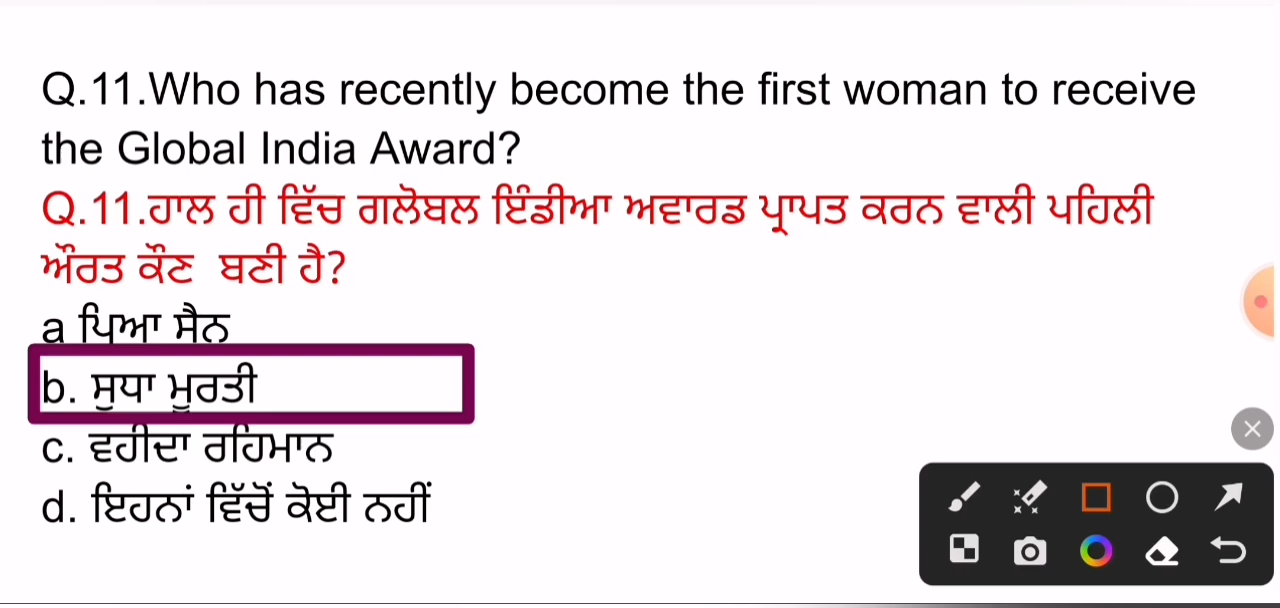 Q.11.Who has recently become the first woman to receive
the Global India Award?
Q.11.ਹਾਲ ਹੀ ਵਿੱਚ ਗਲੋਬਲ ਇੰਡੀਆ ਅਵਾਰਡ ਪ੍ਰਾਪਤ ਕਰਨ ਵਾਲੀ ਪਹਿਲੀ
ਔਰਤ ਕੌਣ ਬਣੀ ਹੈ?
a ਪ੍ਰਿਆ ਸੈਨ
b. ਸੁਧਾ ਮੂਰਤੀ
c. ਵਹੀਦਾ ਰਹਿਮਾਨ
d. ਇਹਨਾਂ ਵਿੱਚੋਂ ਕੋਈ ਨਹੀਂ